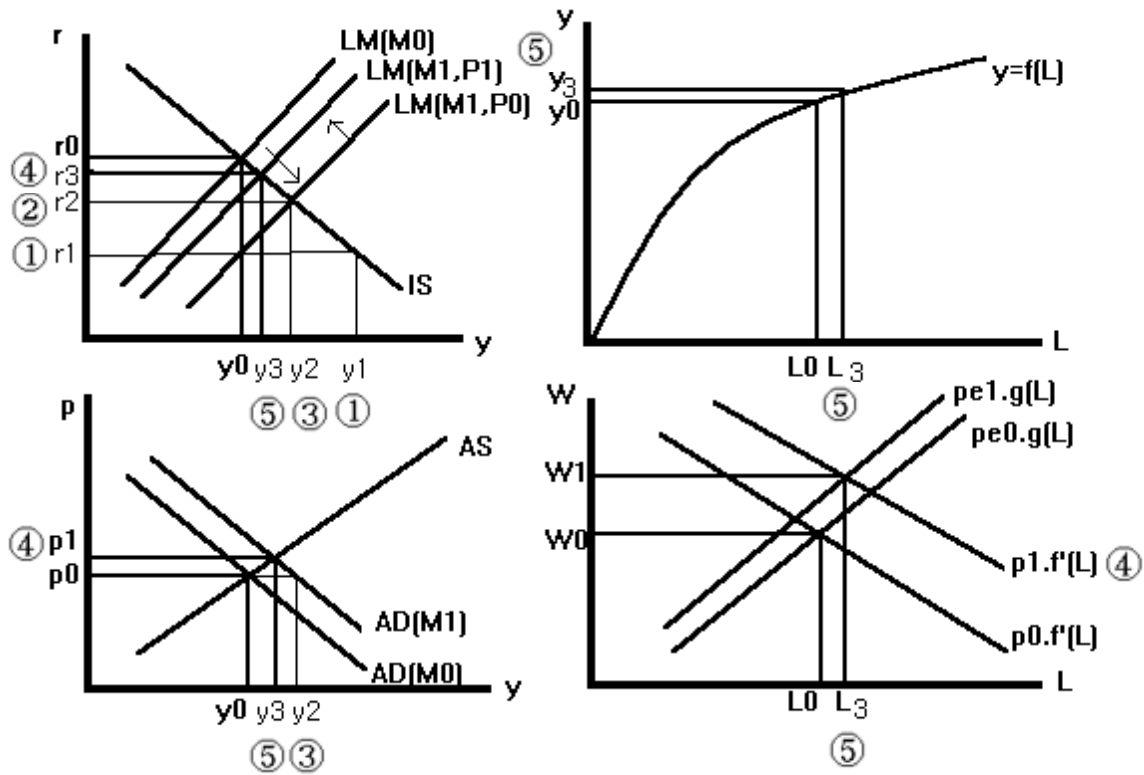 r
LM(M0)
LM(M1,P1)
LM(M1,P0)
r0
④ r3
② r2
① r1
IS
y
y0 y3 y2 y1
⑤ ③ ①
y
⑤
y3
y0
y=f(L)
L0 L3
L
⑤
p
AS
④ p1
p0
AD(M1)
AD(M0)
y
y0 y3 y2
⑤ ③
W
pe1.g(L)
pe0.g(L)
W1
W0
p1.f'(L) ④
p0.f'(L)
L
L0 L3
⑤